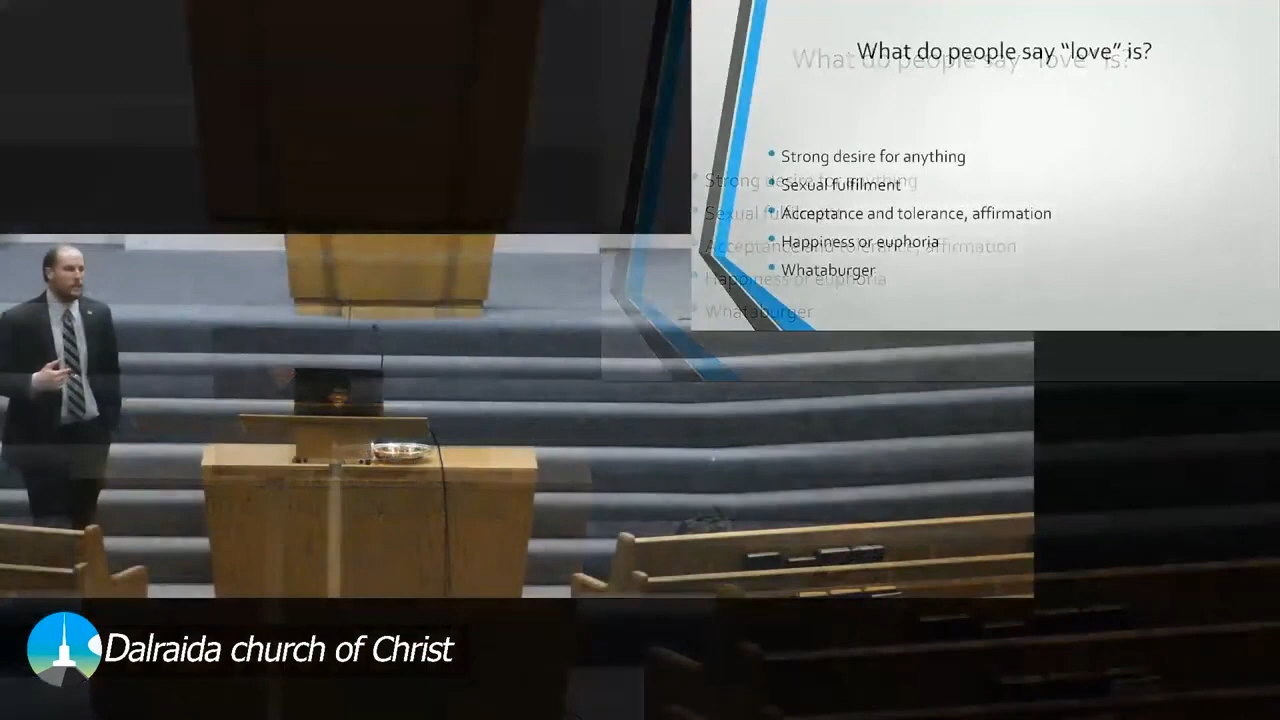 What do people say “love” is?
Strong desire for anything
Sexual fulfilment
Acceptance and tolerance, affirmation
Happiness or euphoria
Whataburger
Dalraida church of Christ